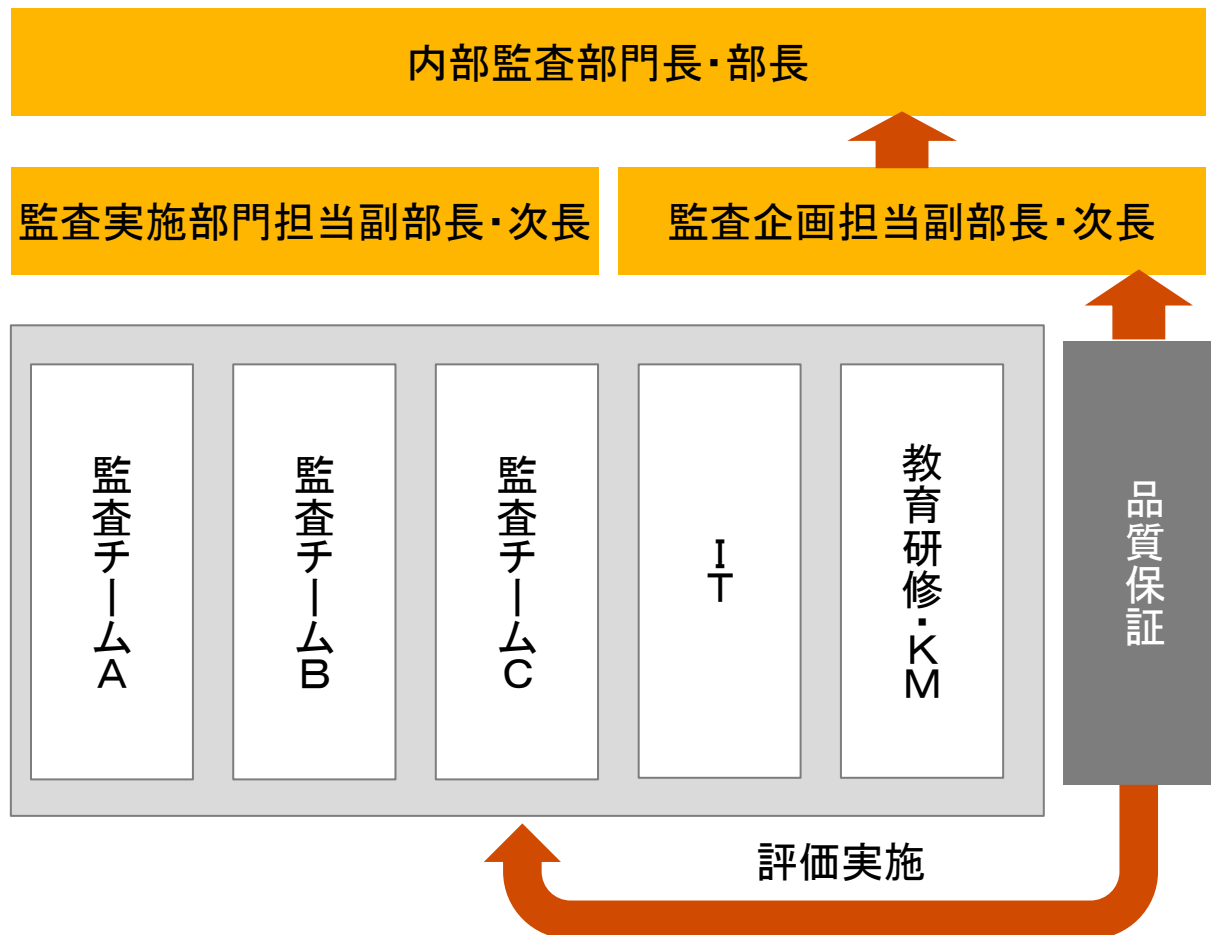 内部監査部門長・部長
監査実施部門担当副部長・次長
監査企画担当副部長・次長
監査チームA
監査チームB
監査チームC
IT
教育研修・KM
品質保証
評価実施